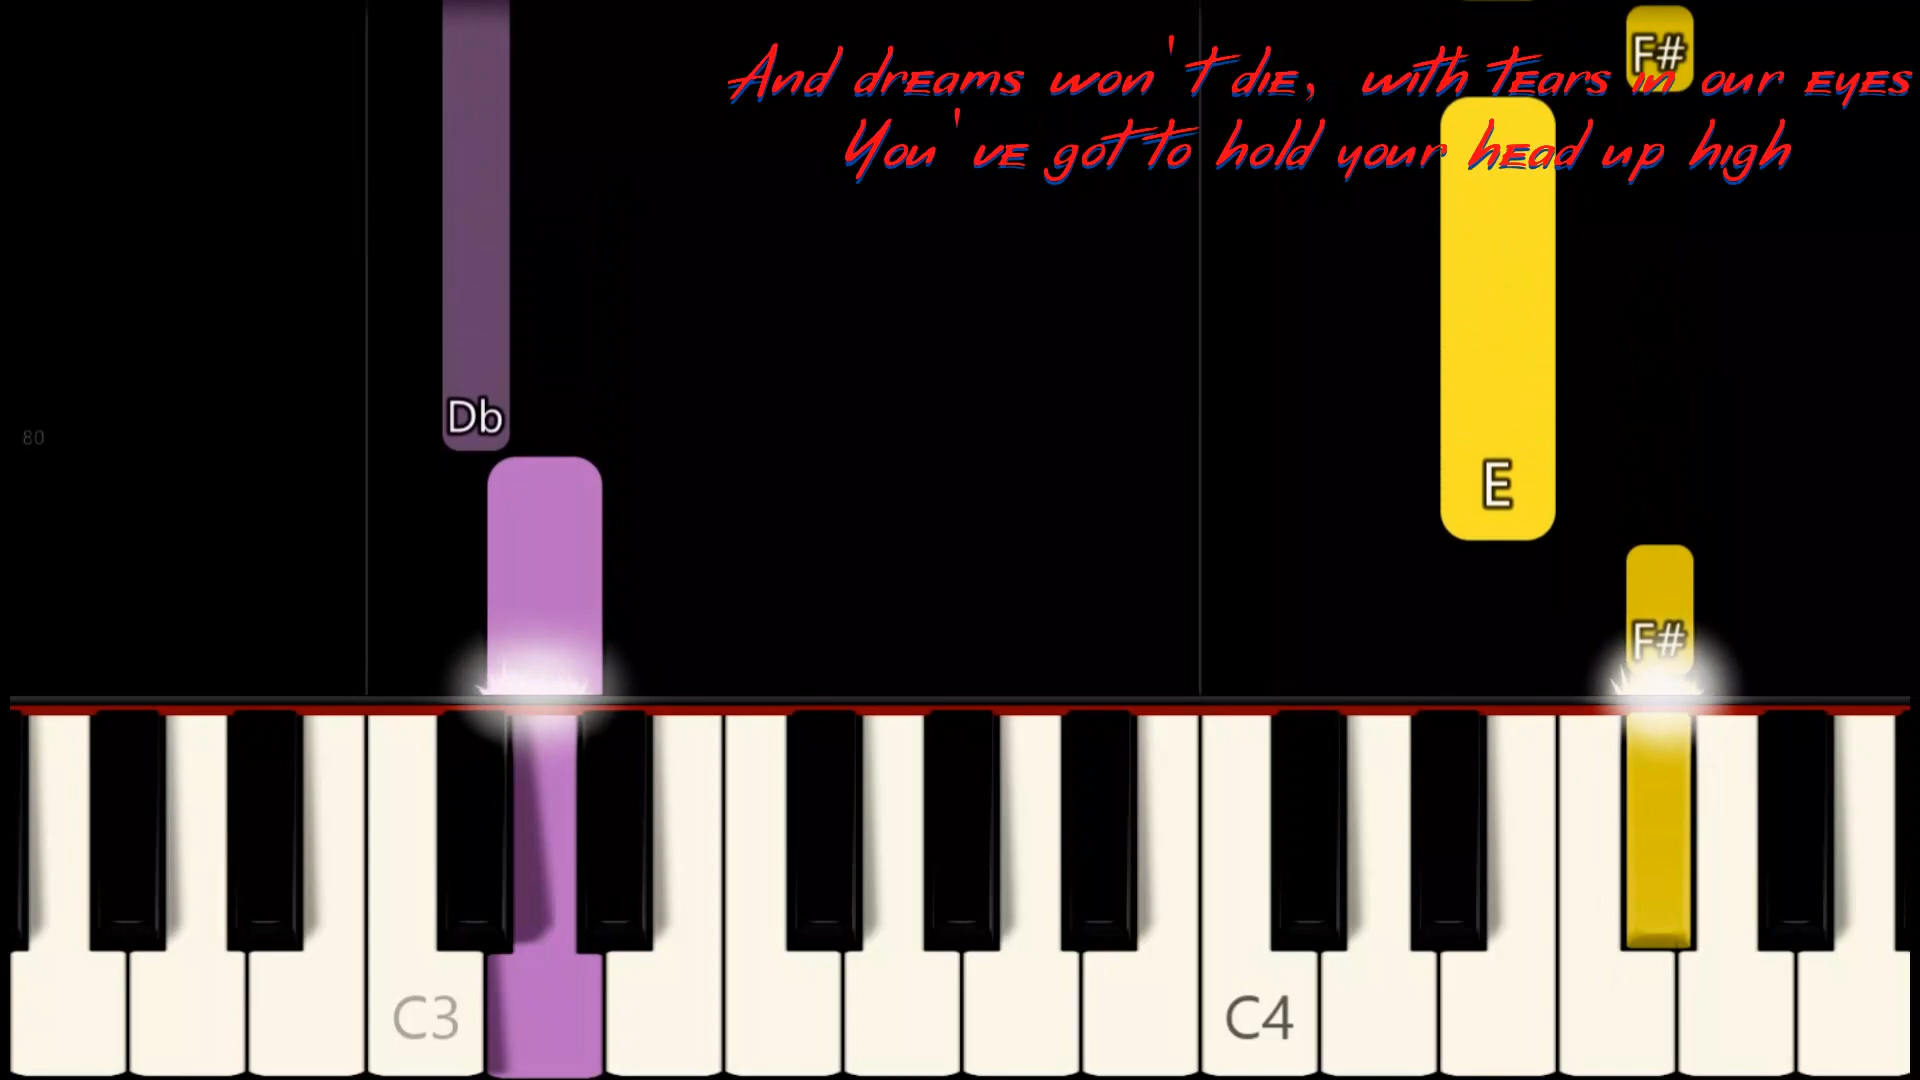 F#
And dreams won't die, with tears in our eyes
You've got to hold your head up high
Db
80
E
F#
C3
C4